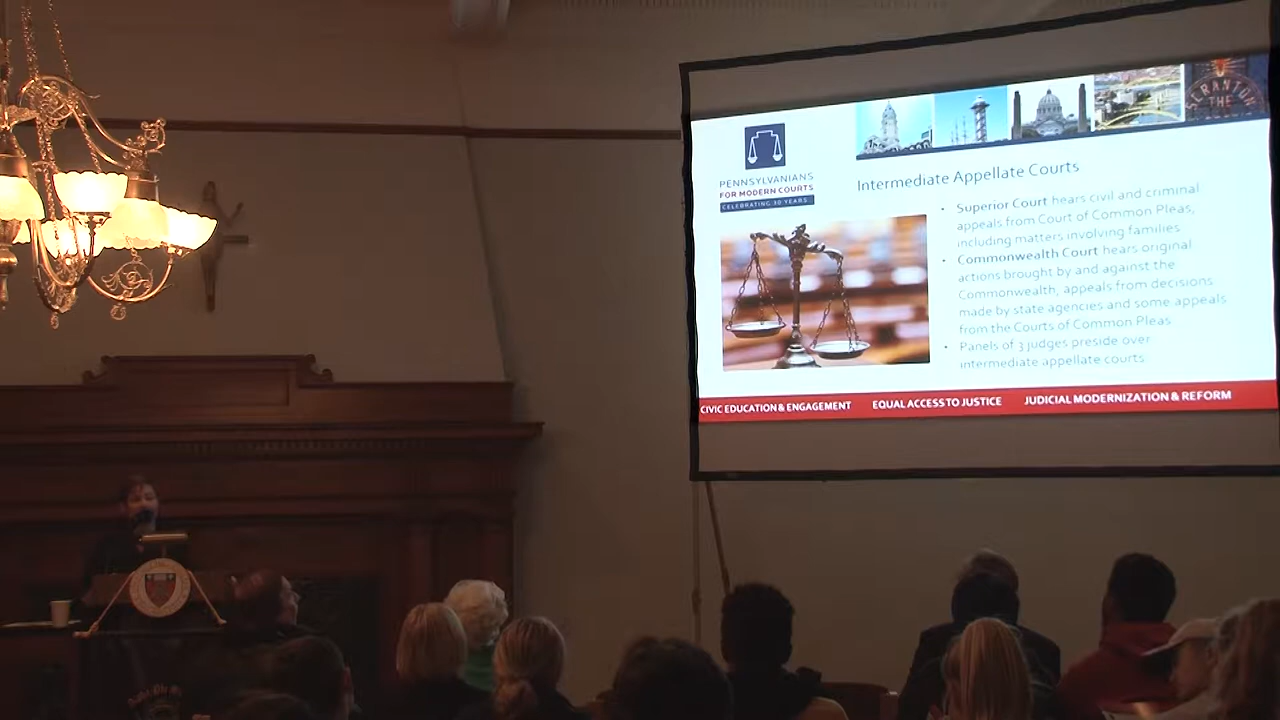 SCRANTON
THE
PENNSYLVANIANS
FOR MODERN COURTS
CELEBRATING 30 YEARS
Intermediate Appellate Courts
• Superior Court hears civil and criminal
appeals from Court of Common Pleas,
including matters involving families
• Commonwealth Court hears original
actions brought by and against the
Commonwealth, appeals from decisions
made by state agencies and some appeals
from the Courts of Common Pleas
• Panels of 3 judges preside over
intermediate appellate courts
CIVIC EDUCATION & ENGAGEMENT EQUAL ACCESS TO JUSTICE JUDICIAL MODERNIZATION & REFORM